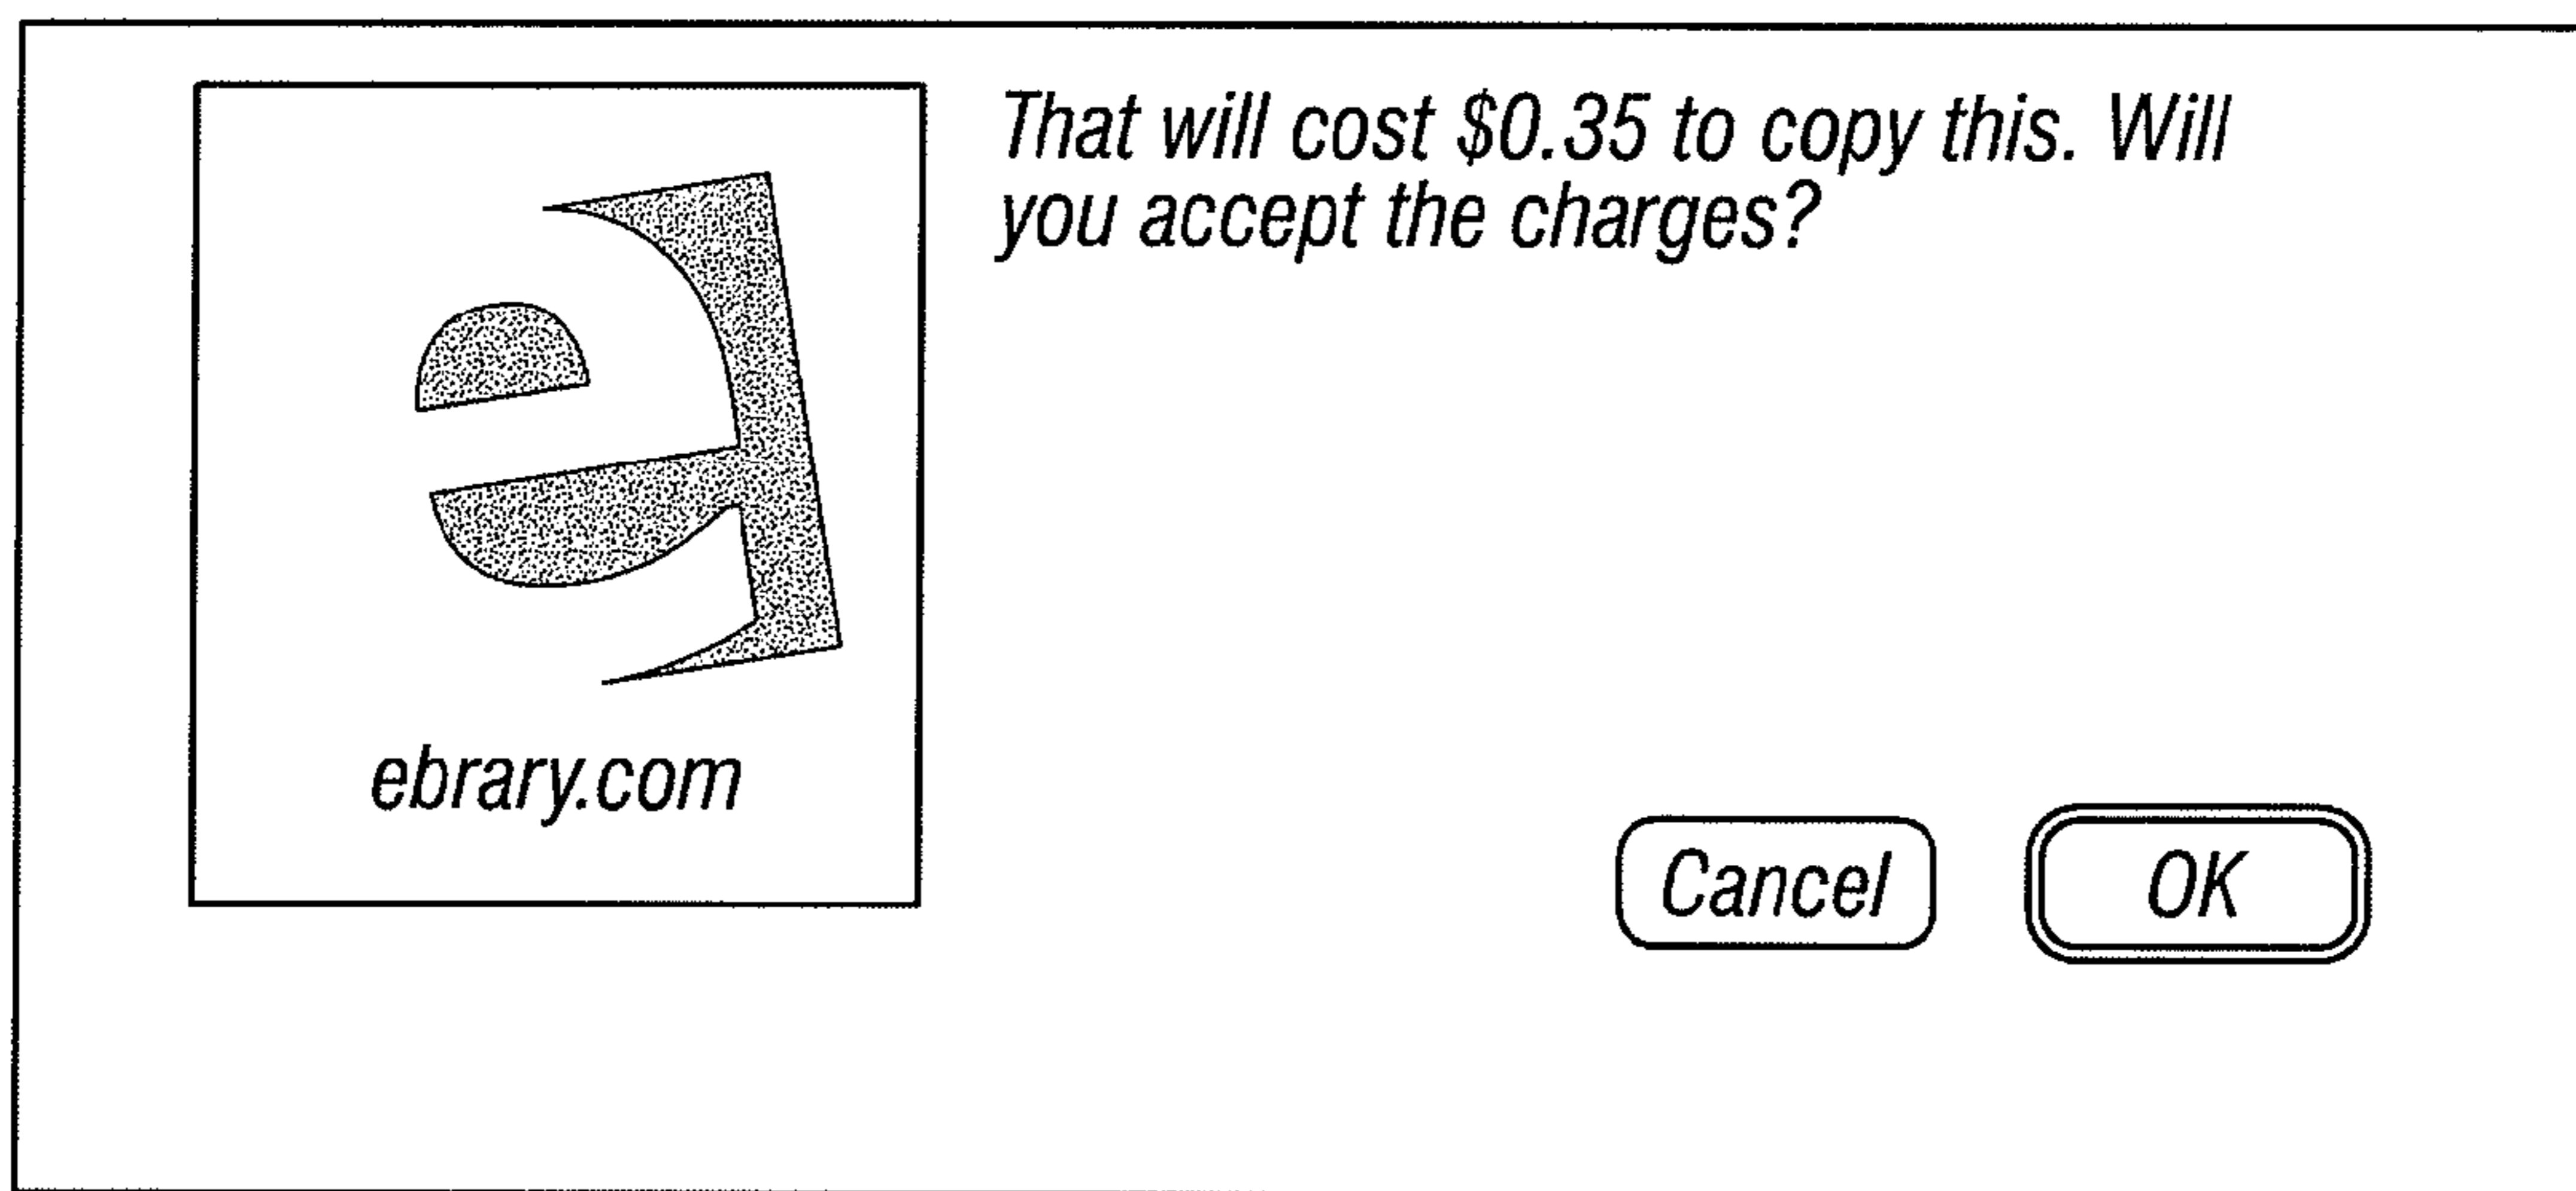 That will cost $0.35 to copy this. Will
you accept the charges?
ebrary.com
Cancel
OK